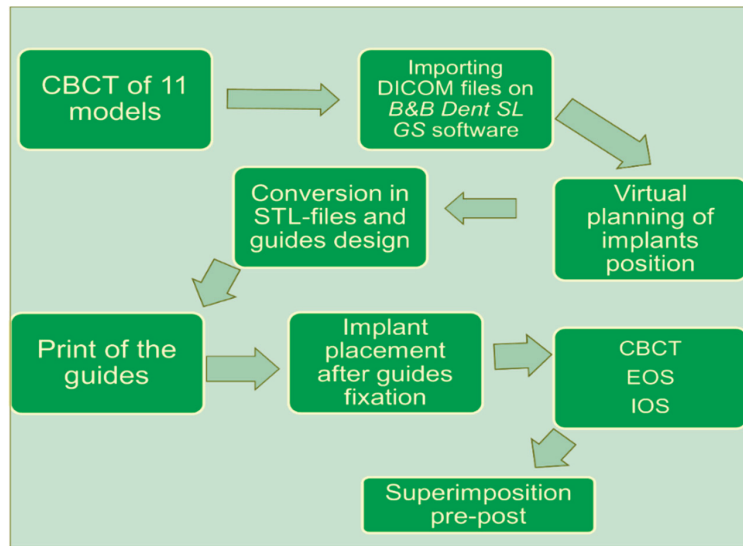 CBCT of 11
models
Importing
DICOM files on
B&B Dent SL
GS software
Virtual
planning of
implants
position
Conversion in
STL-files and
guides design
Print of the
guides
Implant
placement
after guides
fixation
CBCT
EOS
IOS
Superimposition
pre-post